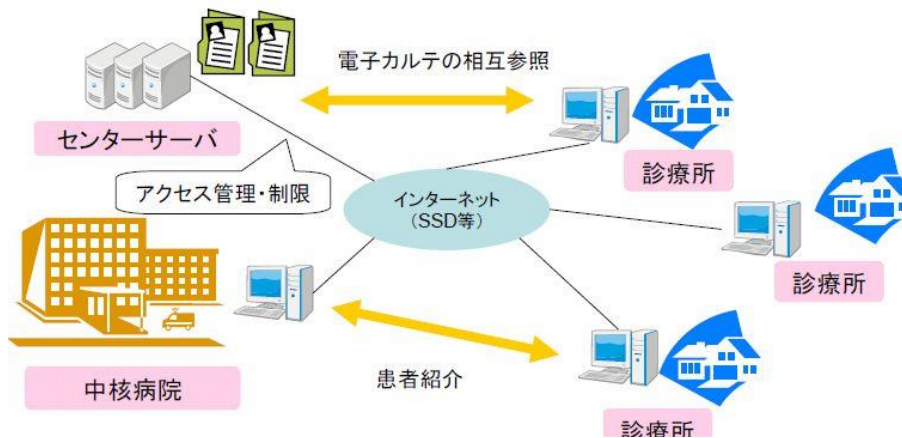 電子カルテの相互参照
センターサーバ
診療所
アクセス管理・制限
インターネット
(SSD等)
診療所
中核病院
患者紹介
診療所